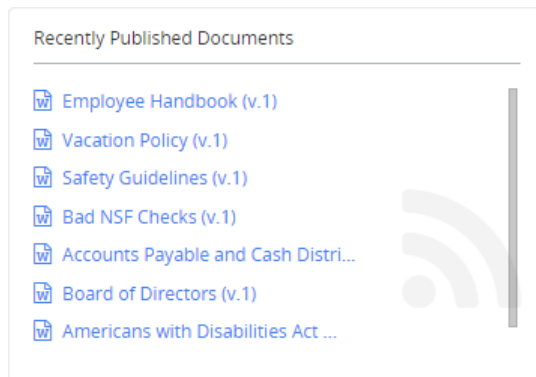 Recently Published Documents
Employee Handbook (v.1)
Vacation Policy (v.1)
Safety Guidelines (v.1)
Bad NSF Checks (v.1)
Accounts Payable and Cash Distri...
Board of Directors (v.1)
Americans with Disabilities Act ...